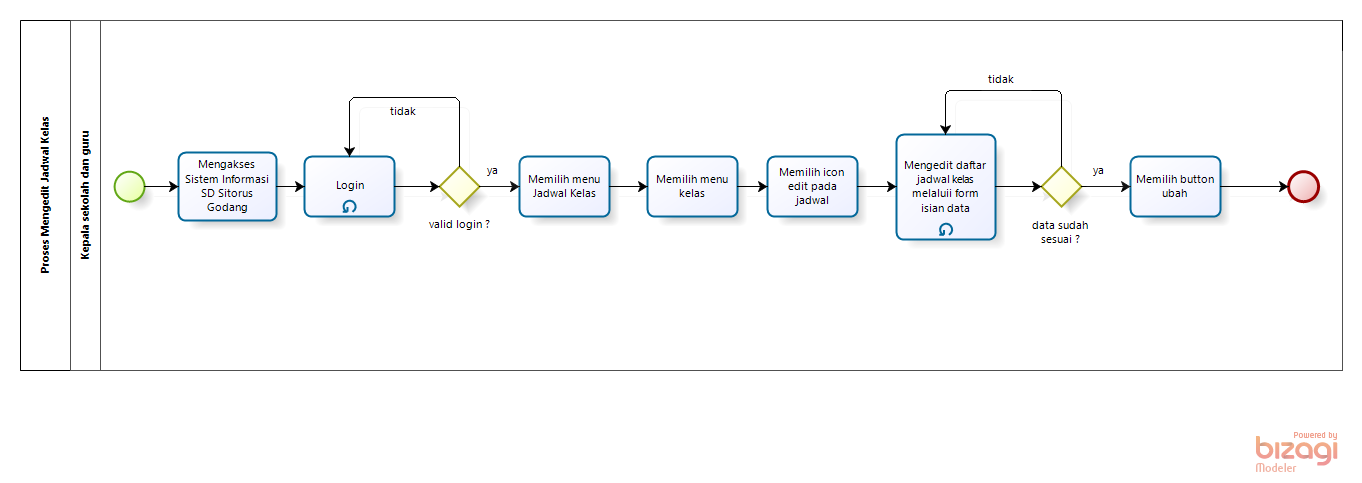 Proses Mengedit Jadwal Kelas
Kepala sekolah dan guru
Mengakses
Sistem Informasi
SD Sitorus
Godang
tidak
Login
valid login ?
ya
Memilih menu
Jadwal Kelas
Memilih menu
kelas
Memilih icon
edit pada
jadwal
tidak
Mengedit daftar
jadwal kelas
melaluii form
isian data
data sudah
sesuai ?
ya
Memilih button
ubah
Powered by
bizagi
Modeler